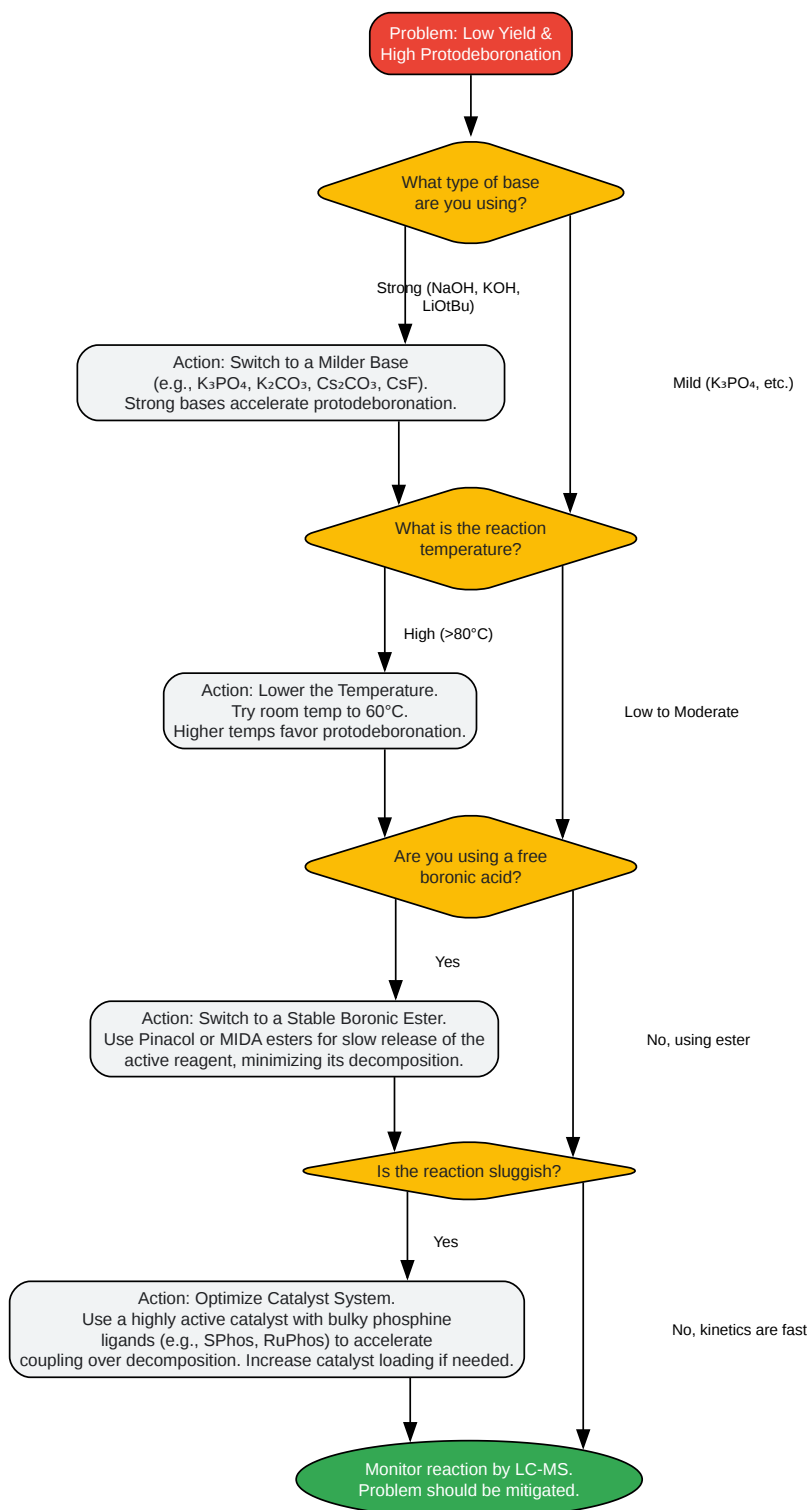 Problem: Low Yield &
High Protodeboronation
What type of base
are you using?
Strong (NaOH, KOH,
LiOtBu)
Action: Switch to a Milder Base
(e.g., K₃PO₄, K₂CO₃, Cs₂CO₃, CsF).
Strong bases accelerate protodeboronation.
Mild (K₃PO₄, etc.)
What is the reaction
temperature?
High (>80°C)
Action: Lower the Temperature.
Try room temp to 60°C.
Higher temps favor protodeboronation.
Low to Moderate
Are you using a free
boronic acid?
Yes
Action: Switch to a Stable Boronic Ester.
Use Pinacol or MIDA esters for slow release of the
active reagent, minimizing its decomposition.
No, using ester
Is the reaction sluggish?
Yes
Action: Optimize Catalyst System.
Use a highly active catalyst with bulky phosphine
ligands (e.g., SPhos, RuPhos) to accelerate
coupling over decomposition. Increase catalyst loading if needed.
No, kinetics are fast
Monitor reaction by LC-MS.
Problem should be mitigated.